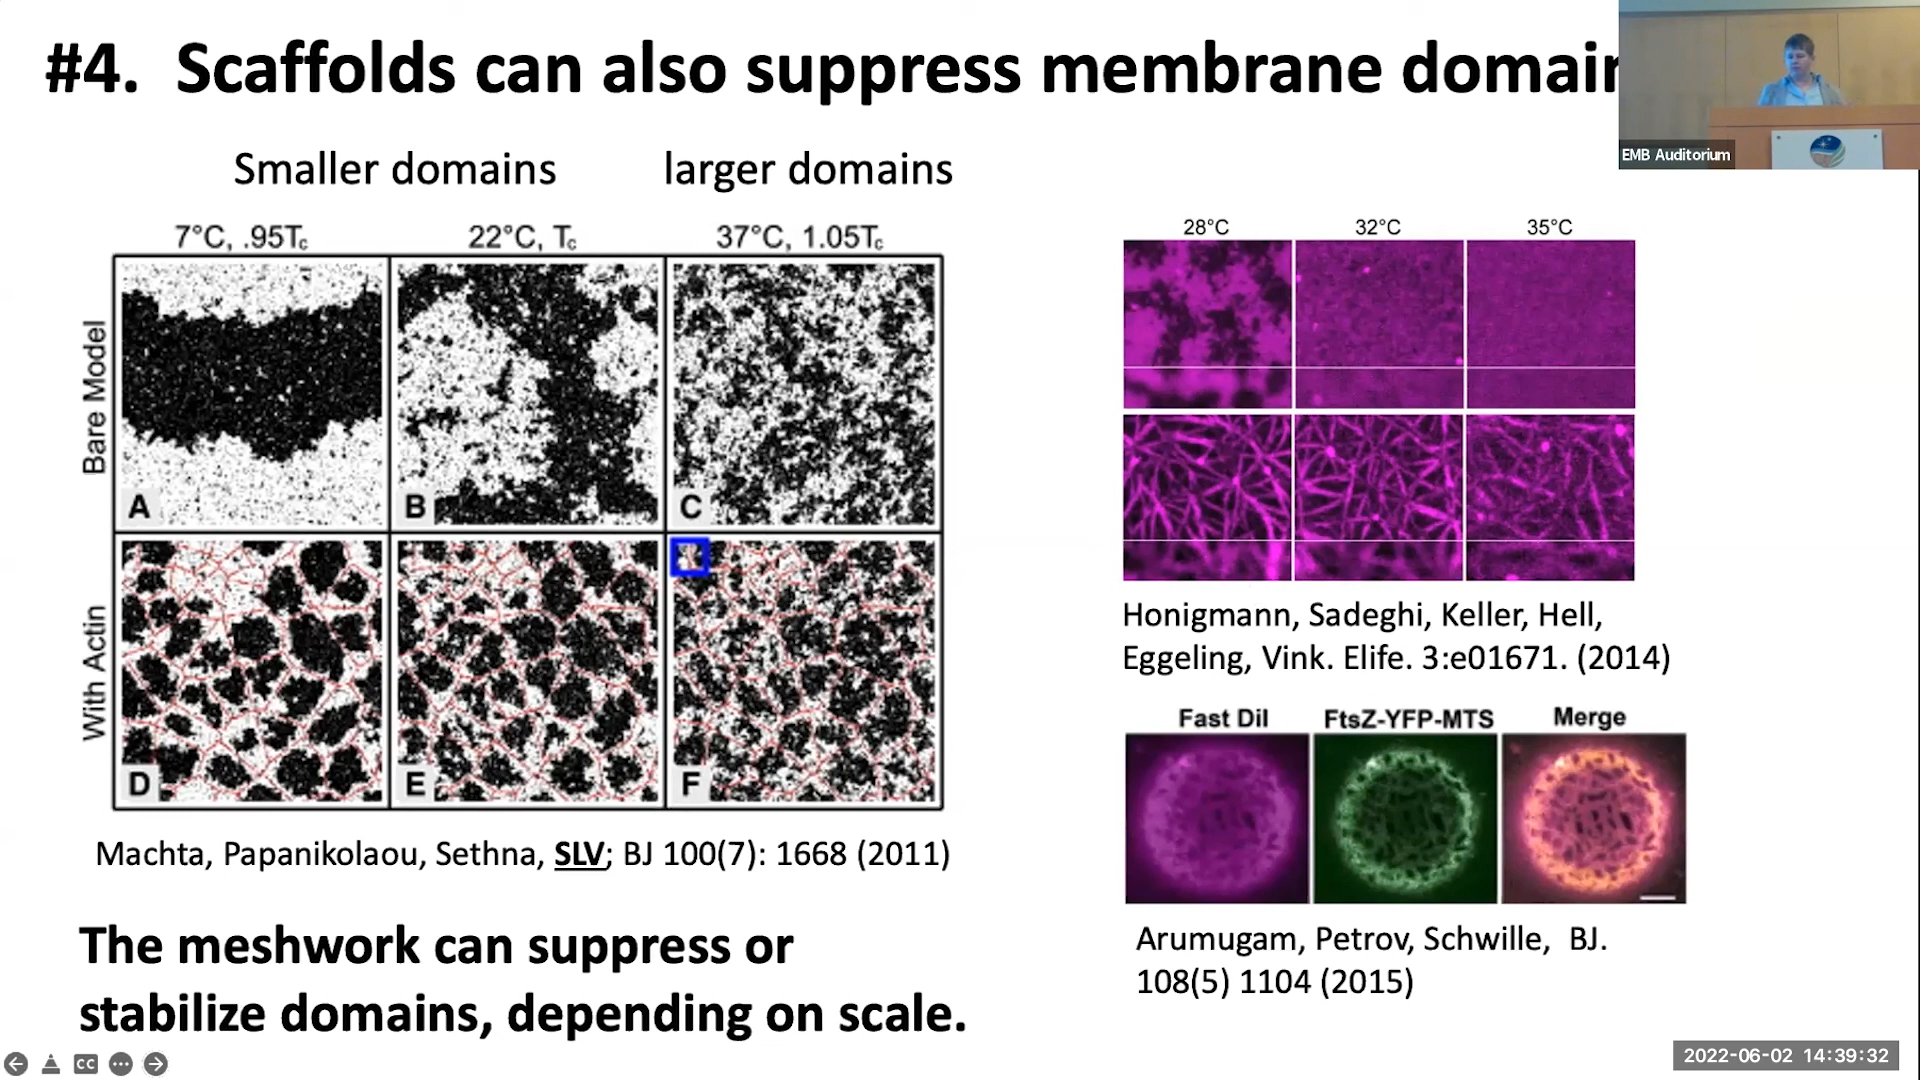 #4. Scaffolds can also suppress membrane
EMB Auditorium
Smaller domains
larger domains
7°C, .95Tc
22°C, Tc
37°C, 1.05Tc
Bare Model
A
B
C
With Actin
D
E
F
Machta, Papanikolaou, Sethna, SLV; BJ 100(7): 1668 (2011)
The meshwork can suppress or
stabilize domains, depending on scale.
28°C
32°C
35°C
Honigmann, Sadeghi, Keller, Hell,
Eggeling, Vink. Elife. 3:e01671. (2014)
Fast DiI
FtsZ-YFP-MTS
Merge
Arumugam, Petrov, Schwille, BJ.
108(5) 1104 (2015)
CC
2022-06-02 14:39:32